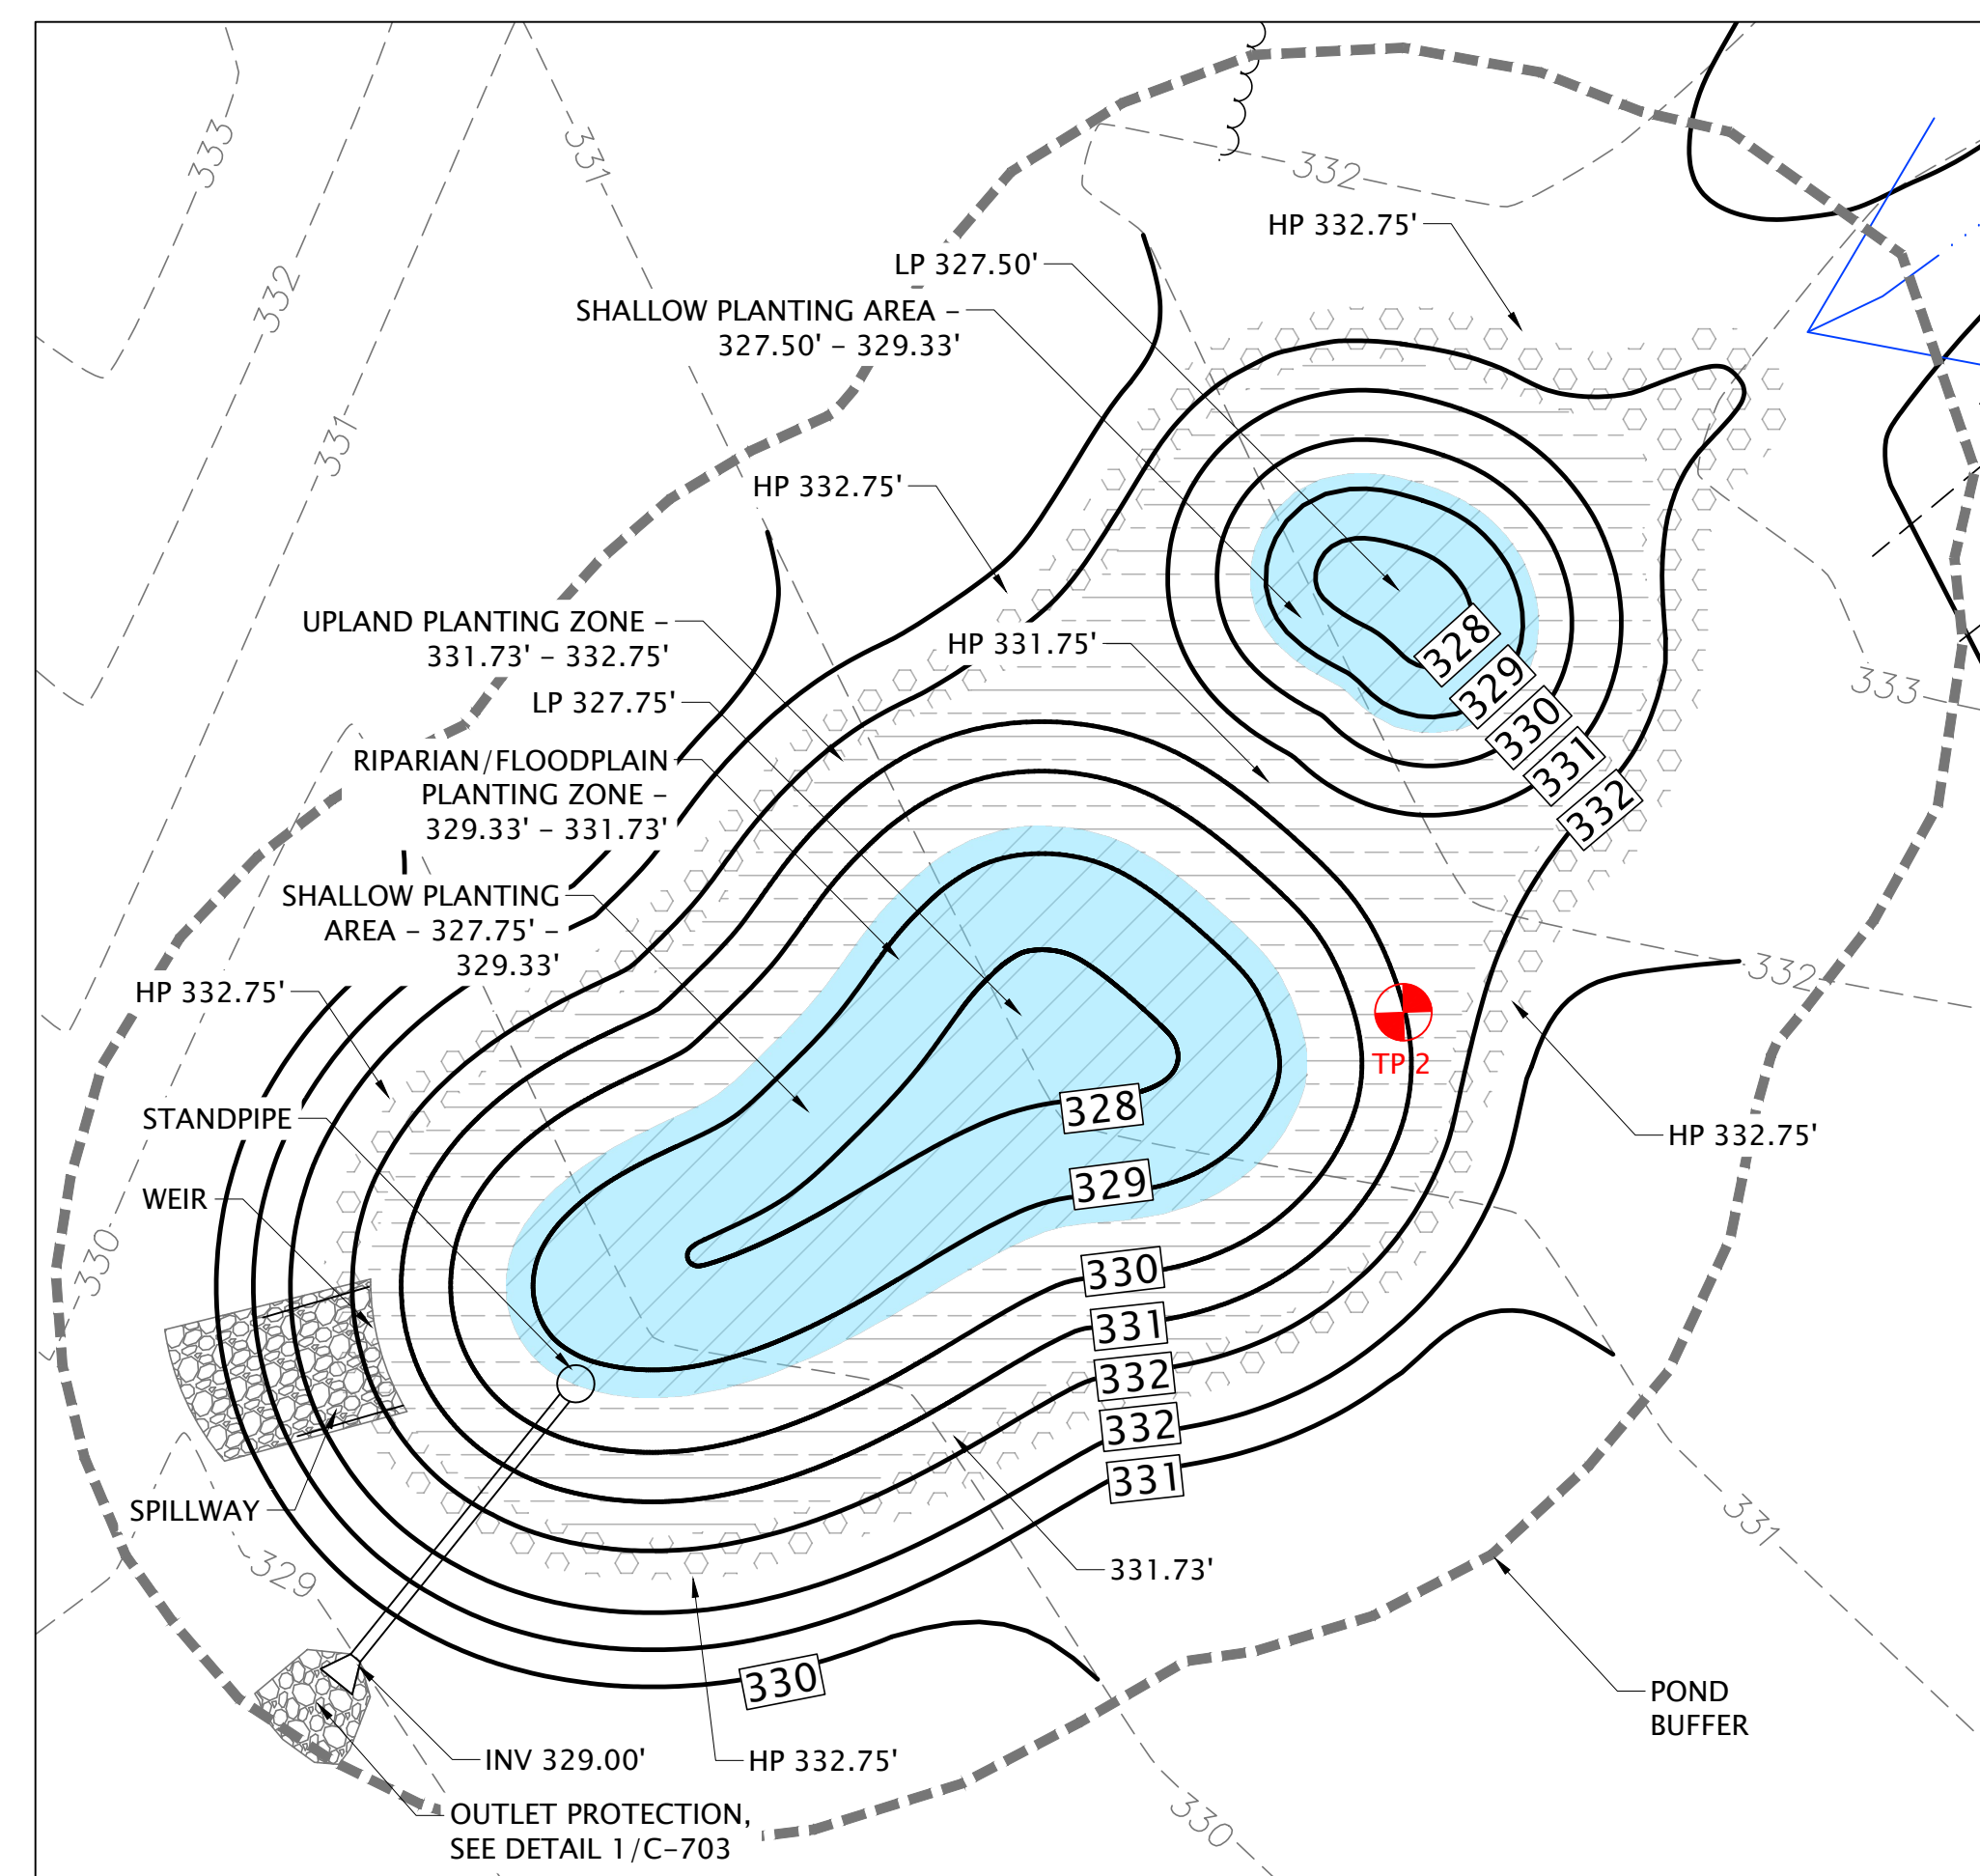 333
332
331
331
332
HP 332.75'
LP 327.50'
SHALLOW PLANTING AREA –
327.50' – 329.33'
HP 332.75'
UPLAND PLANTING ZONE –
331.73' – 332.75'
HP 331.75'
LP 327.75'
328
329
330
331
332
333
RIPARIAN/FLOODPLAIN
PLANTING ZONE –
329.33' – 331.73'
SHALLOW PLANTING
AREA – 327.75' –
329.33'
332
HP 332.75'
TP-2
STANDPIPE
328
HP 332.75'
WEIR
329
330
330
331
332
332
331
SPILLWAY
331
329
331.73'
330
POND
BUFFER
INV 329.00'
HP 332.75'
OUTLET PROTECTION,
SEE DETAIL 1/C-703
330